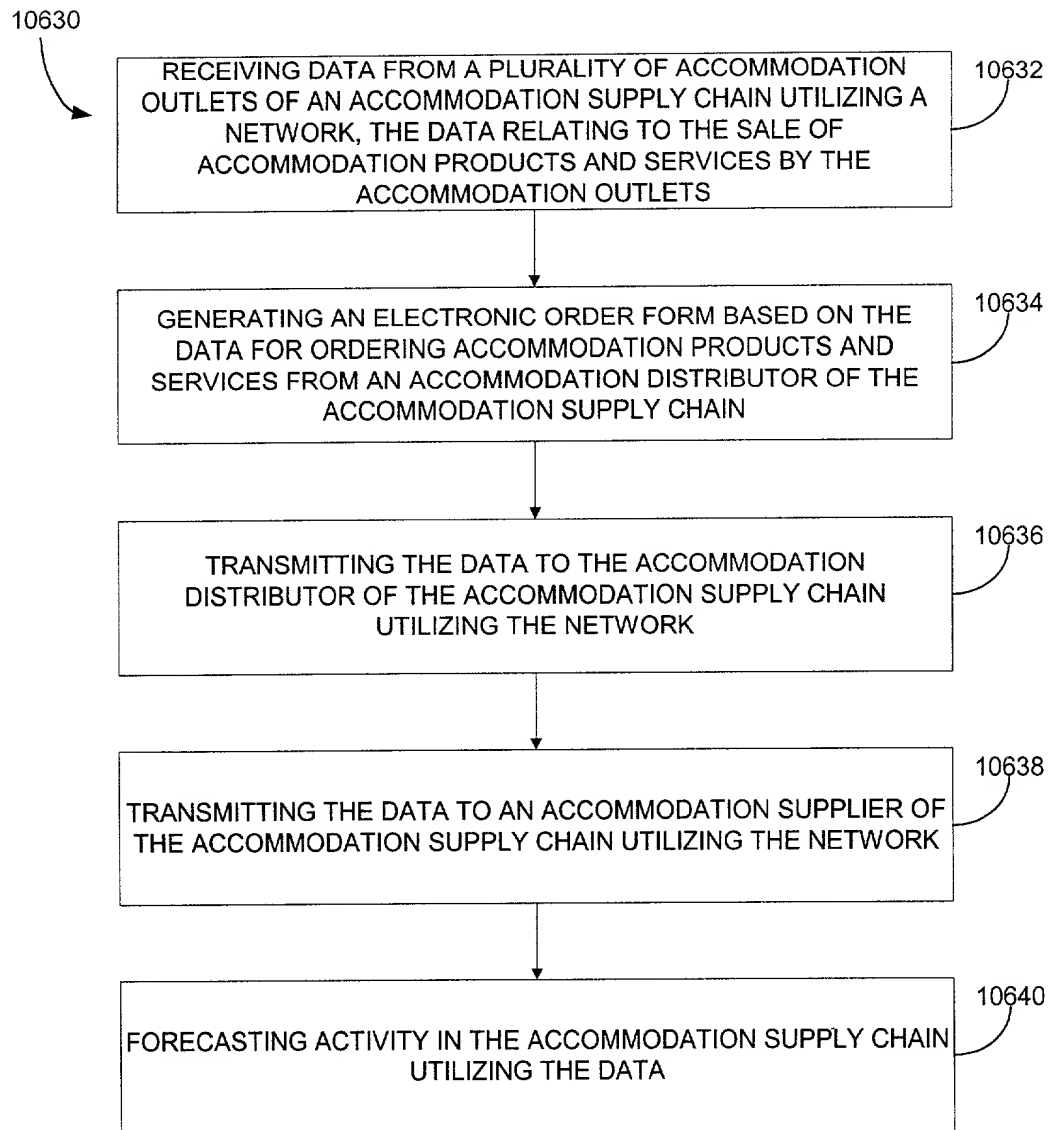 10630
RECEIVING DATA FROM A PLURALITY OF ACCOMMODATION
OUTLETS OF AN ACCOMMODATION SUPPLY CHAIN UTILIZING A
NETWORK, THE DATA RELATING TO THE SALE OF
ACCOMMODATION PRODUCTS AND SERVICES BY THE
ACCOMMODATION OUTLETS
10632
GENERATING AN ELECTRONIC ORDER FORM BASED ON THE
DATA FOR ORDERING ACCOMMODATION PRODUCTS AND
SERVICES FROM AN ACCOMMODATION DISTRIBUTOR OF THE
ACCOMMODATION SUPPLY CHAIN
10634
TRANSMITTING THE DATA TO THE ACCOMMODATION
DISTRIBUTOR OF THE ACCOMMODATION SUPPLY CHAIN
UTILIZING THE NETWORK
10636
TRANSMITTING THE DATA TO AN ACCOMMODATION SUPPLIER OF
THE ACCOMMODATION SUPPLY CHAIN UTILIZING THE NETWORK
10638
FORECASTING ACTIVITY IN THE ACCOMMODATION SUPPLY CHAIN
UTILIZING THE DATA
10640